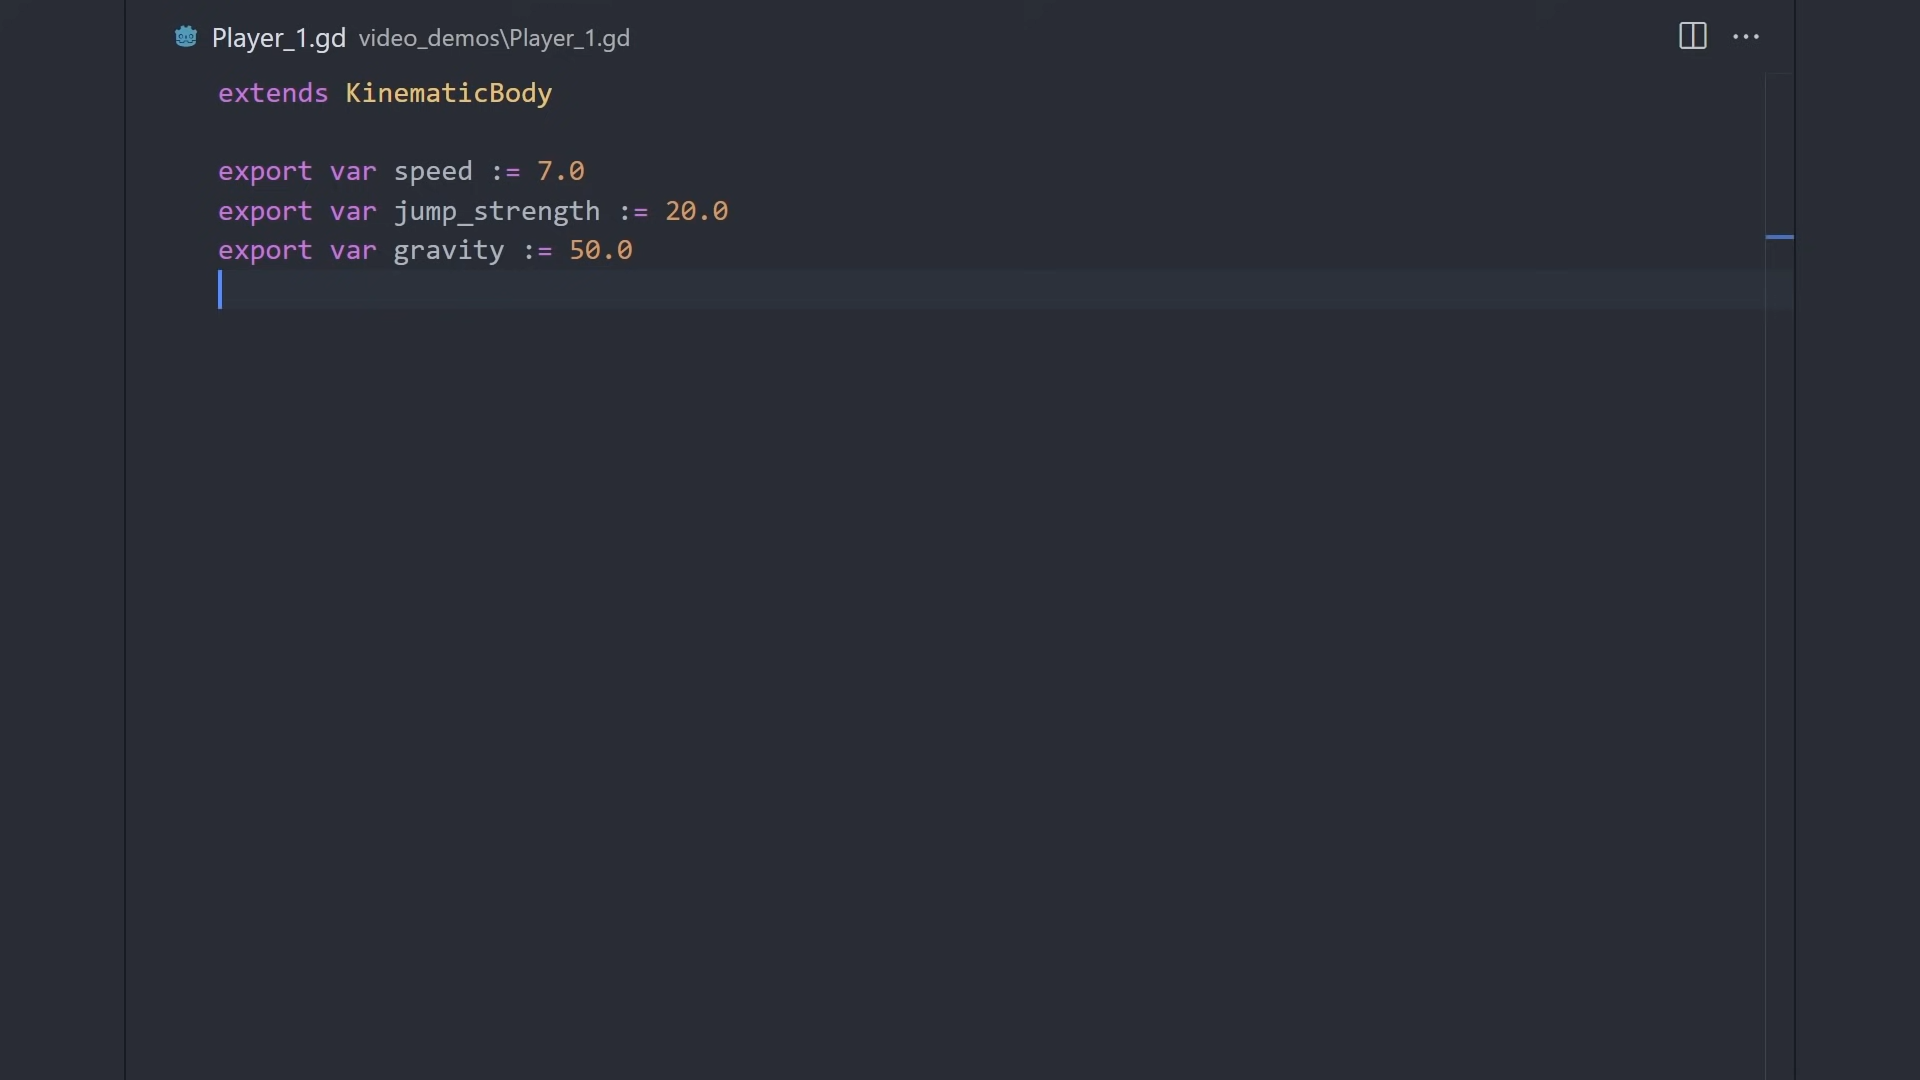 Player_1.gd video_demos\Player_1.gd
extends KinematicBody
export var speed := 7.0
export var jump_strength := 20.0
export var gravity := 50.0